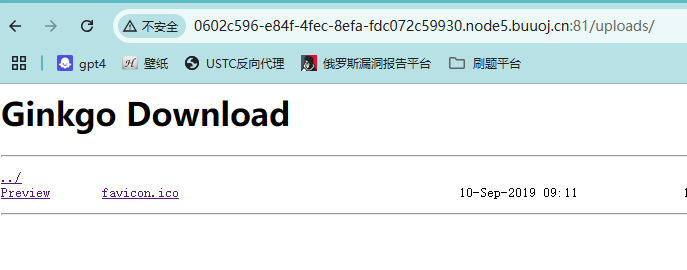 不安全 0602c596-e84f-4fec-8efa-fdc072c59930.node5.buuoj.cn:81/uploads/
gpt4 壁纸 USTC反向代理 俄罗斯漏洞报告平台 刷题平台
Ginkgo Download
../
Preview favicon.ico 10-Sep-2019 09:11